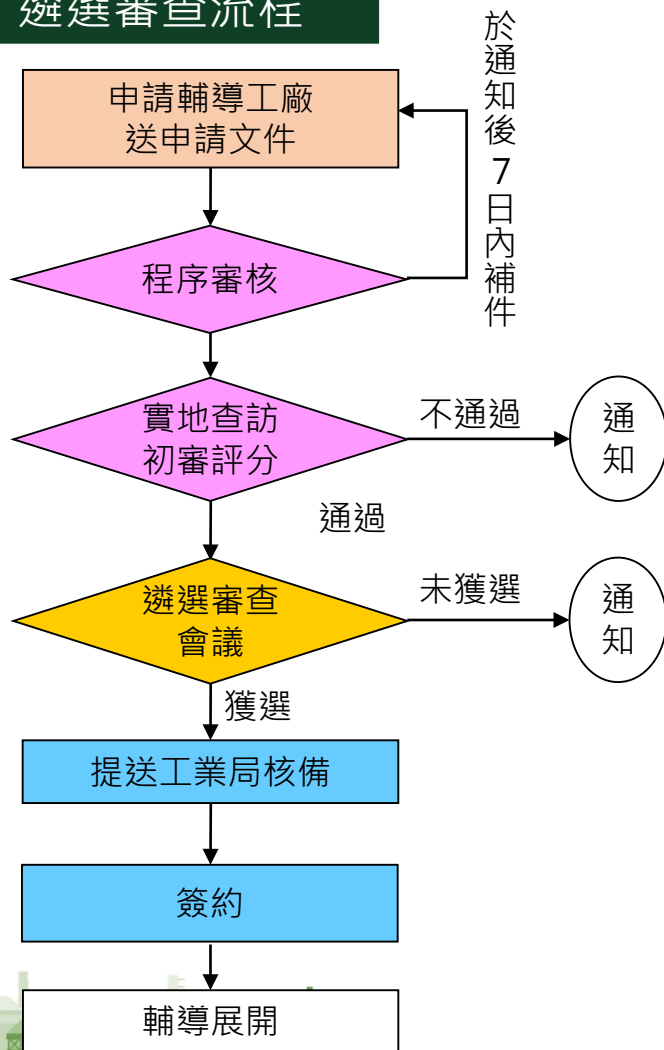 遴選審查流程
申請輔導工廠
送申請文件
於通知後7日內補件
程序審核
實地查訪
初審評分
不通過
通知
通過
遴選審查
會議
未獲選
通知
獲選
提送工業局核備
簽約
輔導展開